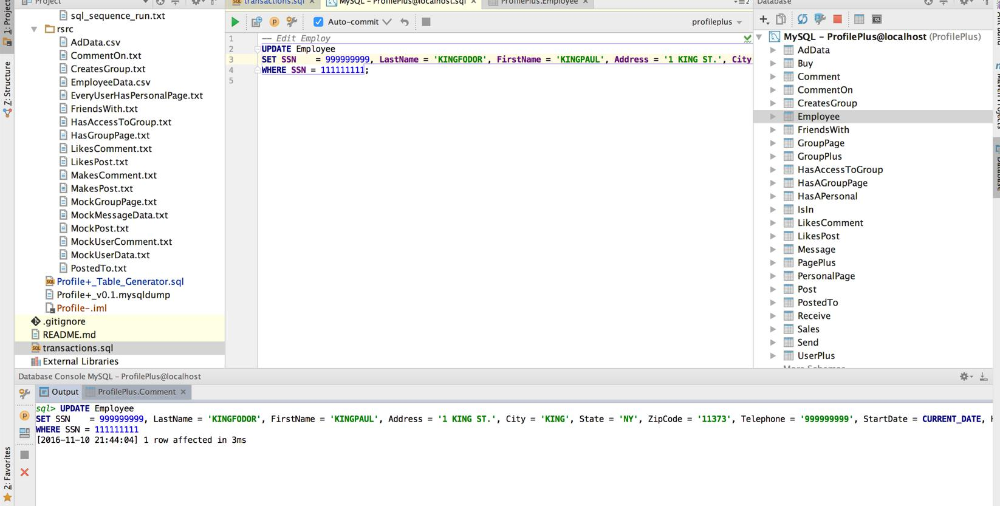 Project
transactions.sql
MySQL - ProfilePlus@localhost.sql
ProfilePlus.Employee
Database
1: Project
Z: Structure
2: Favorites
sql_sequence_run.txt
rsrc
AdData.csv
CommentOn.txt
CreatesGroup.txt
EmployeeData.csv
EveryUserHasPersonalPage.txt
FriendsWith.txt
HasAccessToGroup.txt
HasGroupPage.txt
LikesComment.txt
LikesPost.txt
MakesComment.txt
MakesPost.txt
MockGroupPage.txt
MockMessageData.txt
MockPost.txt
MockUserComment.txt
MockUserData.txt
PostedTo.txt
Profile+_Table_Generator.sql
Profile+_v0.1.mysqldump
Profile-.iml
.gitignore
README.md
transactions.sql
External Libraries
Auto-commit
profileplus
1 -- Edit Employ
2 UPDATE Employee
3 SET SSN = 999999999, LastName = 'KINGFODOR', FirstName = 'KINGPAUL', Address = '1 KING ST.', City
4 WHERE SSN = 111111111;
5
MySQL - ProfilePlus@localhost (ProfilePlus)
AdData
Buy
Comment
CommentOn
CreatesGroup
Employee
FriendsWith
GroupPage
GroupPlus
HasAccessToGroup
HasAGroupPage
HasAPersonal
IsIn
LikesComment
LikesPost
Message
PagePlus
PersonalPage
Post
PostedTo
Receive
Sales
Send
UserPlus
More Schemas
Maven Projects
Database
Database Console MySQL - ProfilePlus@localhost
Output
ProfilePlus.Comment
sql> UPDATE Employee
SET SSN = 999999999, LastName = 'KINGFODOR', FirstName = 'KINGPAUL', Address = '1 KING ST.', City = 'KING', State = 'NY', ZipCode = '11373', Telephone = '999999999', StartDate = CURRENT_DATE,
WHERE SSN = 111111111
[2016-11-10 21:44:04] 1 row affected in 3ms